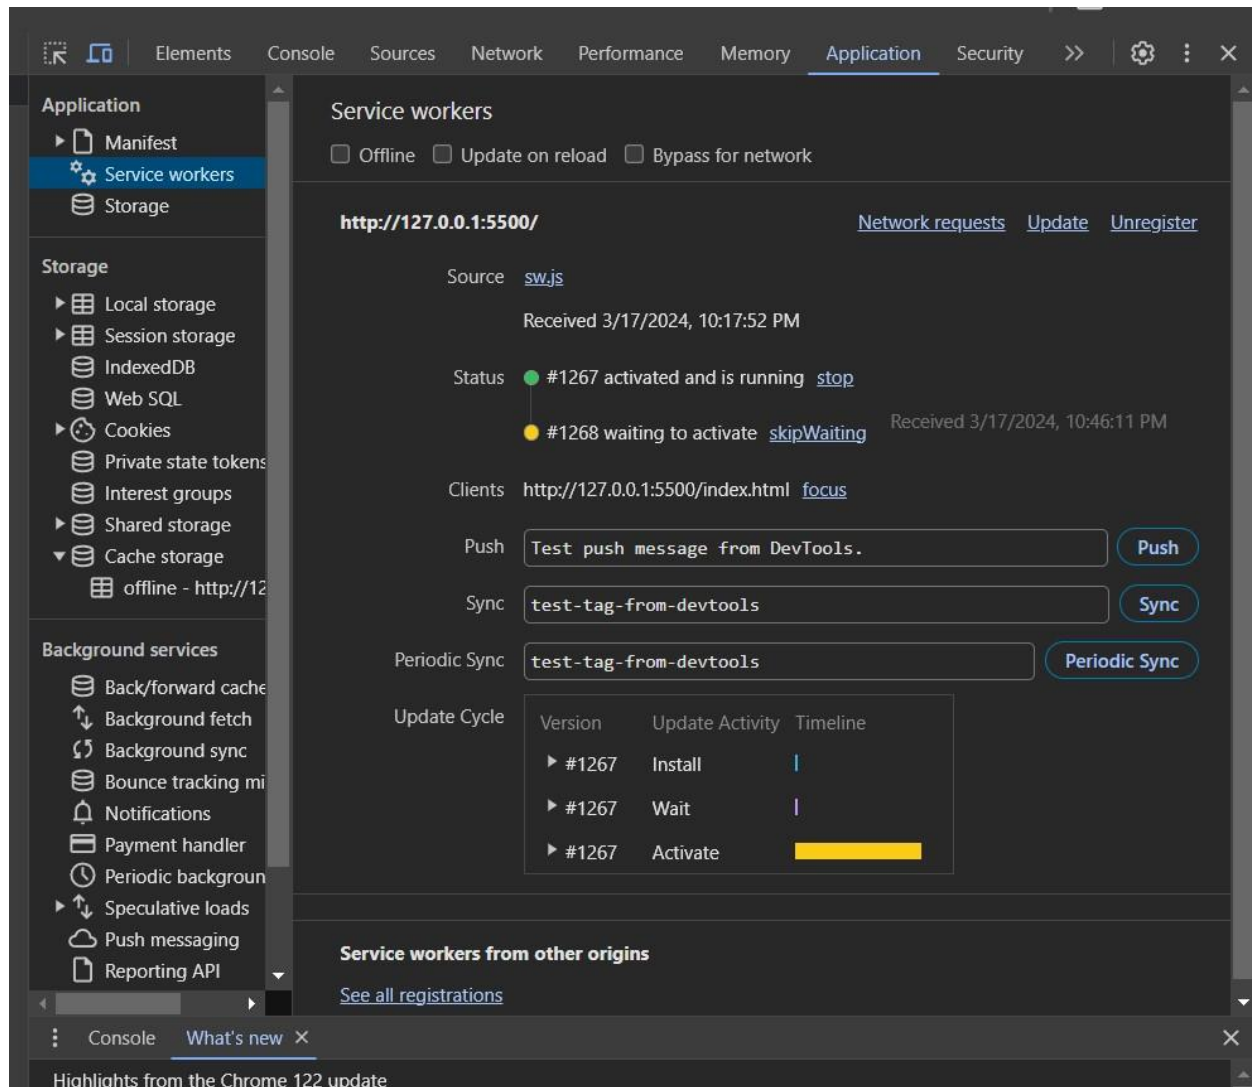 Elements Console Sources Network Performance Memory Application Security
Application
Manifest
Service workers
Storage
Storage
Local storage
Session storage
IndexedDB
Web SQL
Cookies
Private state tokens
Interest groups
Shared storage
Cache storage
offline - http://12
Background services
Back/forward cache
Background fetch
Background sync
Bounce tracking mi
Notifications
Payment handler
Periodic backgroun
Speculative loads
Push messaging
Reporting API
Service workers
Offline Update on reload Bypass for network
http://127.0.0.1:5500/ Network requests Update Unregister
Source sw.js
Received 3/17/2024, 10:17:52 PM
Status #1267 activated and is running stop
#1268 waiting to activate skipWaiting Received 3/17/2024, 10:46:11 PM
Clients http://127.0.0.1:5500/index.html focus
Push Test push message from DevTools. Push
Sync test-tag-from-devtools Sync
Periodic Sync test-tag-from-devtools Periodic Sync
Update Cycle Version Update Activity Timeline
#1267 Install
#1267 Wait
#1267 Activate
Service workers from other origins
See all registrations
Console What's new
Highlights from the Chrome 122 update